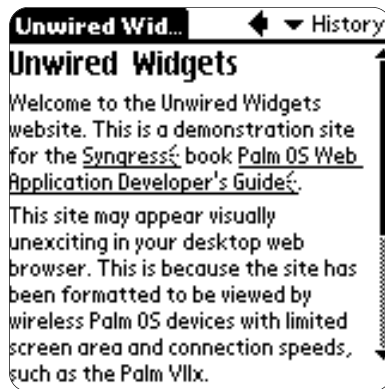 Unwired Wid... History
Unwired Widgets
Welcome to the Unwired Widgets
website. This is a demonstration site
for the Syngress book Palm OS Web
Application Developer's Guide.
This site may appear visually
unexciting in your desktop web
browser. This is because the site has
been formatted to be viewed by
wireless Palm OS devices with limited
screen area and connection speeds,
such as the Palm VIIx.